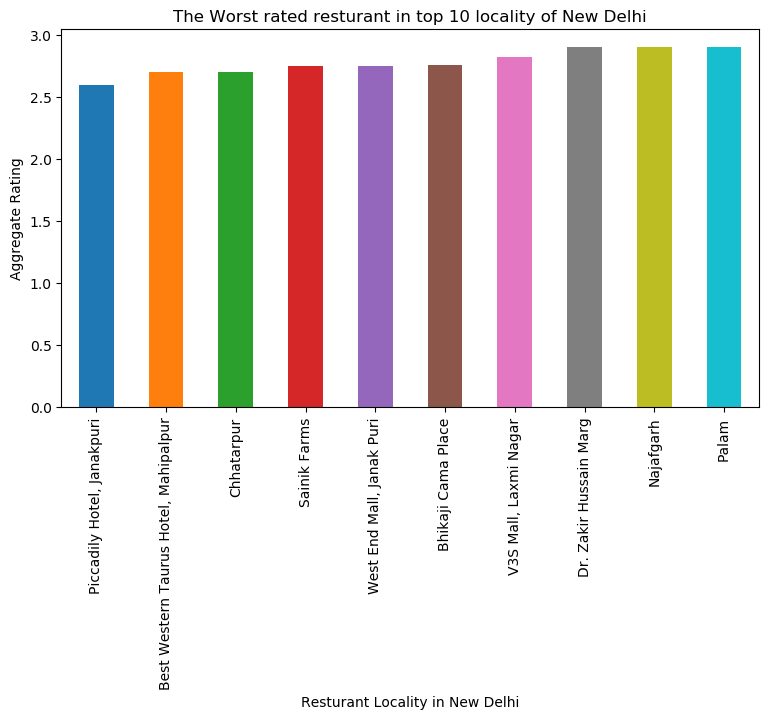 The Worst rated resturant in top 10 locality of New Delhi
Aggregate Rating
3.0
2.5
2.0
1.5
1.0
0.5
0.0
Piccadily Hotel, Janakpuri
Best Western Taurus Hotel, Mahipalpur
Chhatarpur
Sainik Farms
West End Mall, Janak Puri
Bhikaji Cama Place
V3S Mall, Laxmi Nagar
Dr. Zakir Hussain Marg
Najafgarh
Palam
Resturant Locality in New Delhi